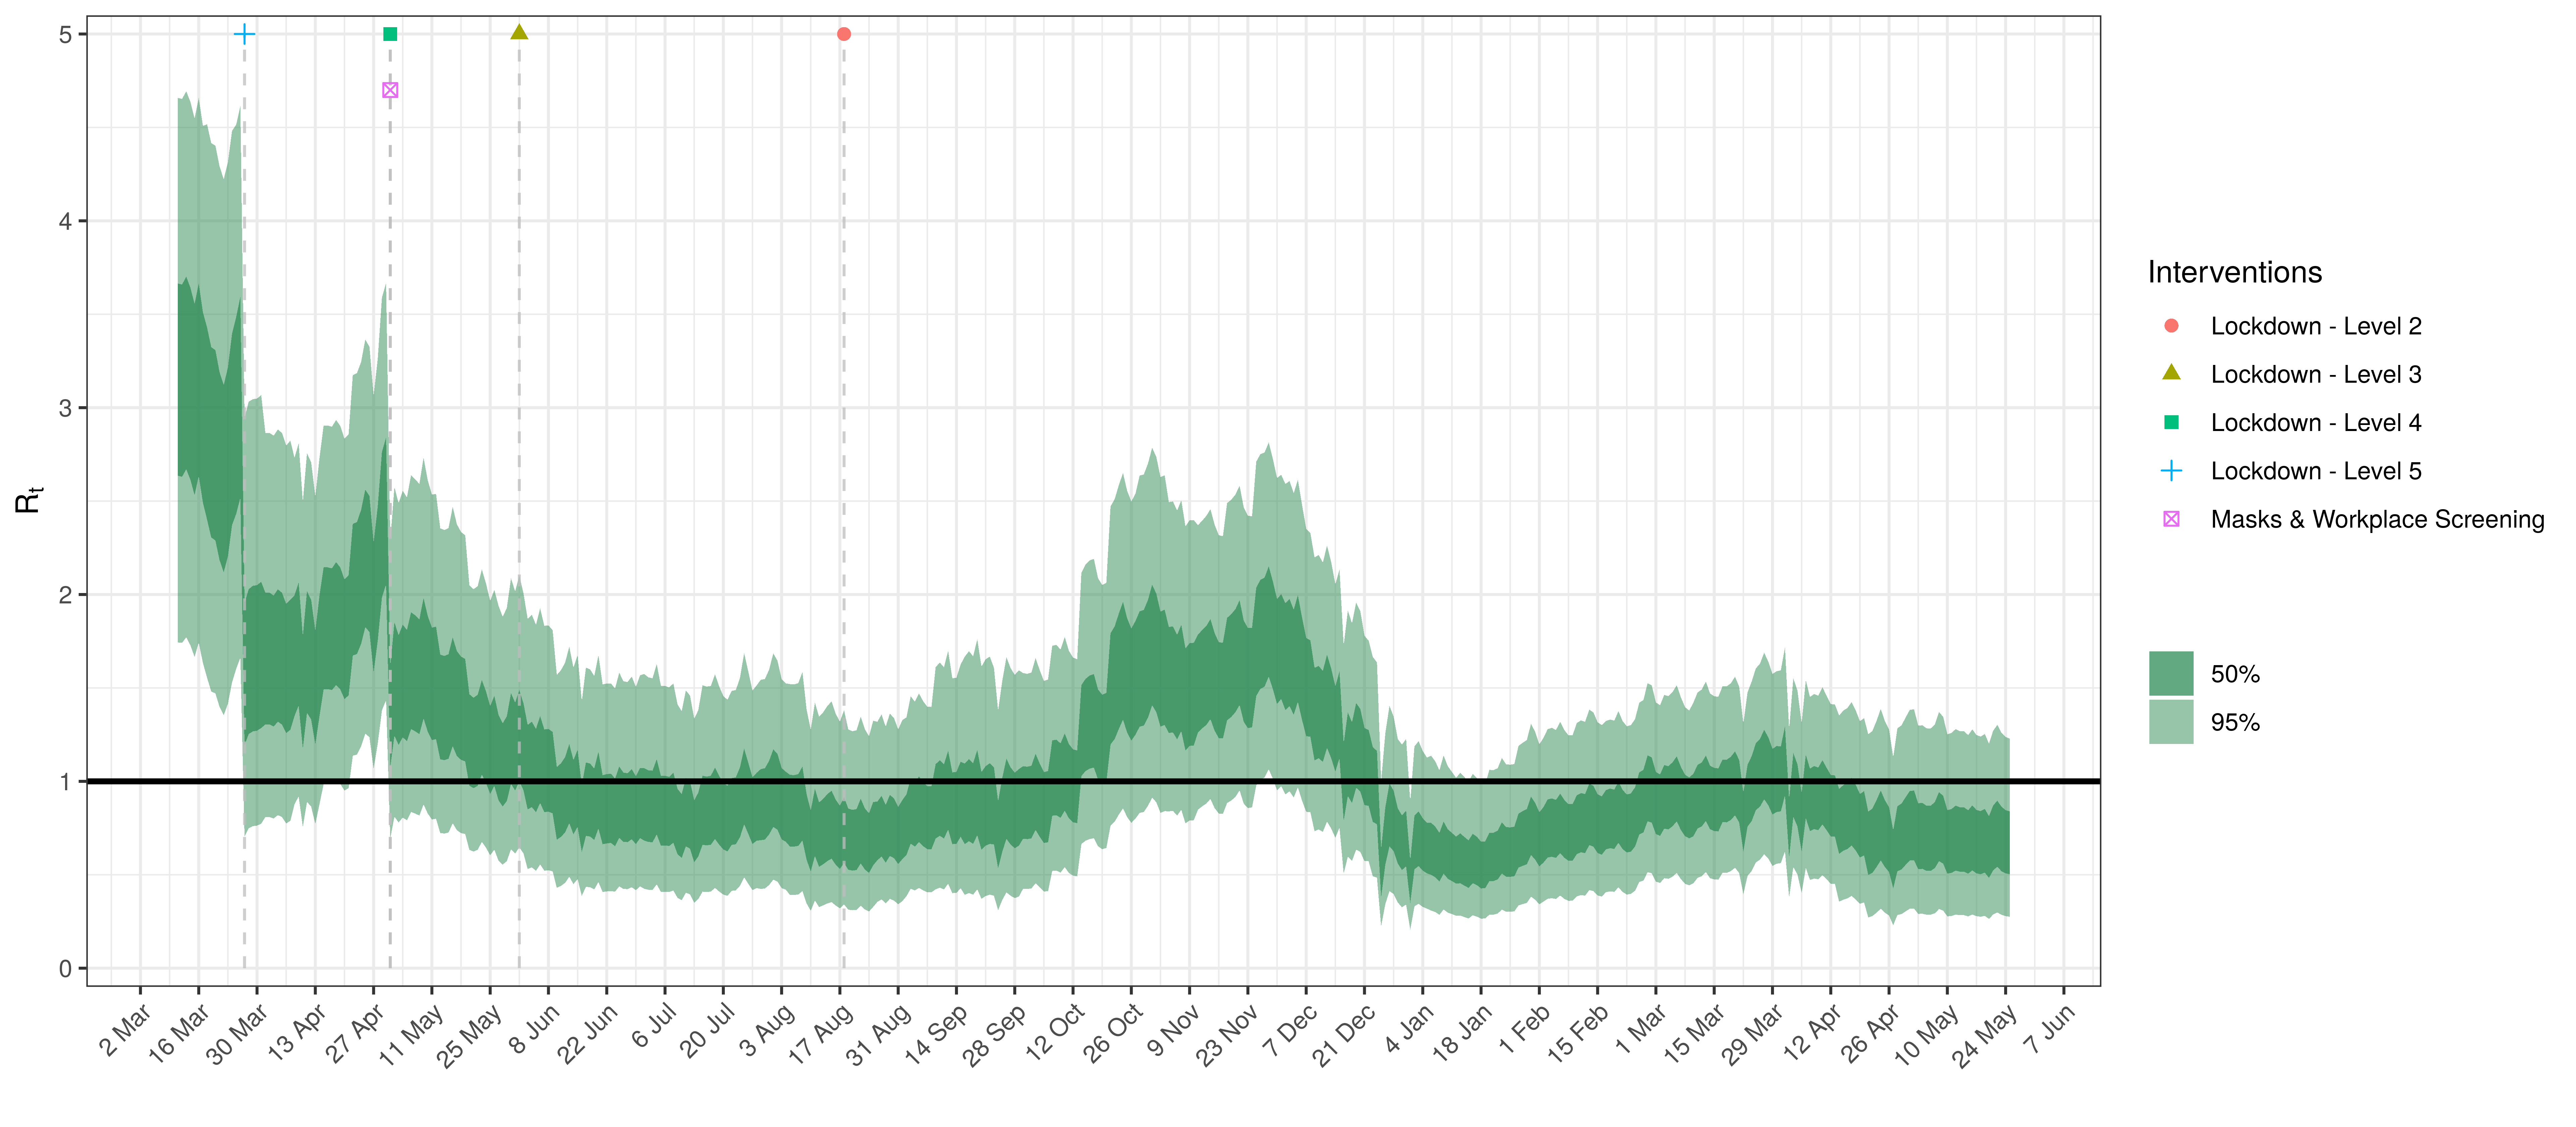 5
4
3
2
1
0
Rt
2 Mar
16 Mar
30 Mar
13 Apr
27 Apr
11 May
25 May
8 Jun
22 Jun
6 Jul
20 Jul
3 Aug
17 Aug
31 Aug
14 Sep
28 Sep
12 Oct
26 Oct
9 Nov
23 Nov
7 Dec
21 Dec
4 Jan
18 Jan
1 Feb
15 Feb
1 Mar
15 Mar
29 Mar
12 Apr
26 Apr
10 May
24 May
7 Jun
Interventions
Lockdown - Level 2
Lockdown - Level 3
Lockdown - Level 4
Lockdown - Level 5
Masks & Workplace Screening
50%
95%